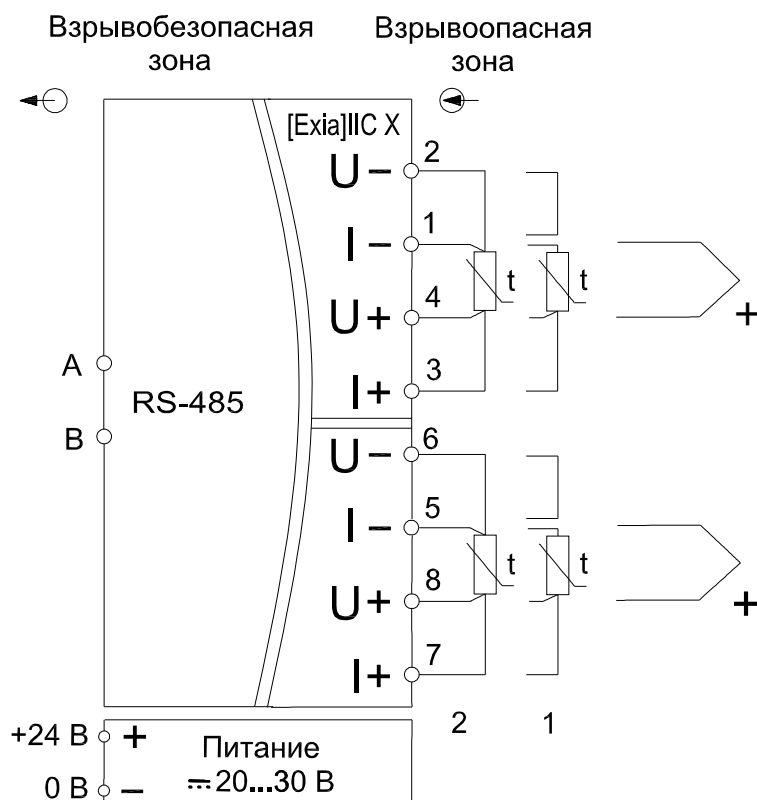 Взрывобезопасная
зона
Взрывоопасная
зона
[Exia]IIC X
U− 2
I− 1
t t
U+ 4
+
A
I+ 3
RS-485
B
U− 6
I− 5
t t
U+ 8
+
I+ 7
2 1
+24 В +
Питание
⎓20...30 В
0 В −